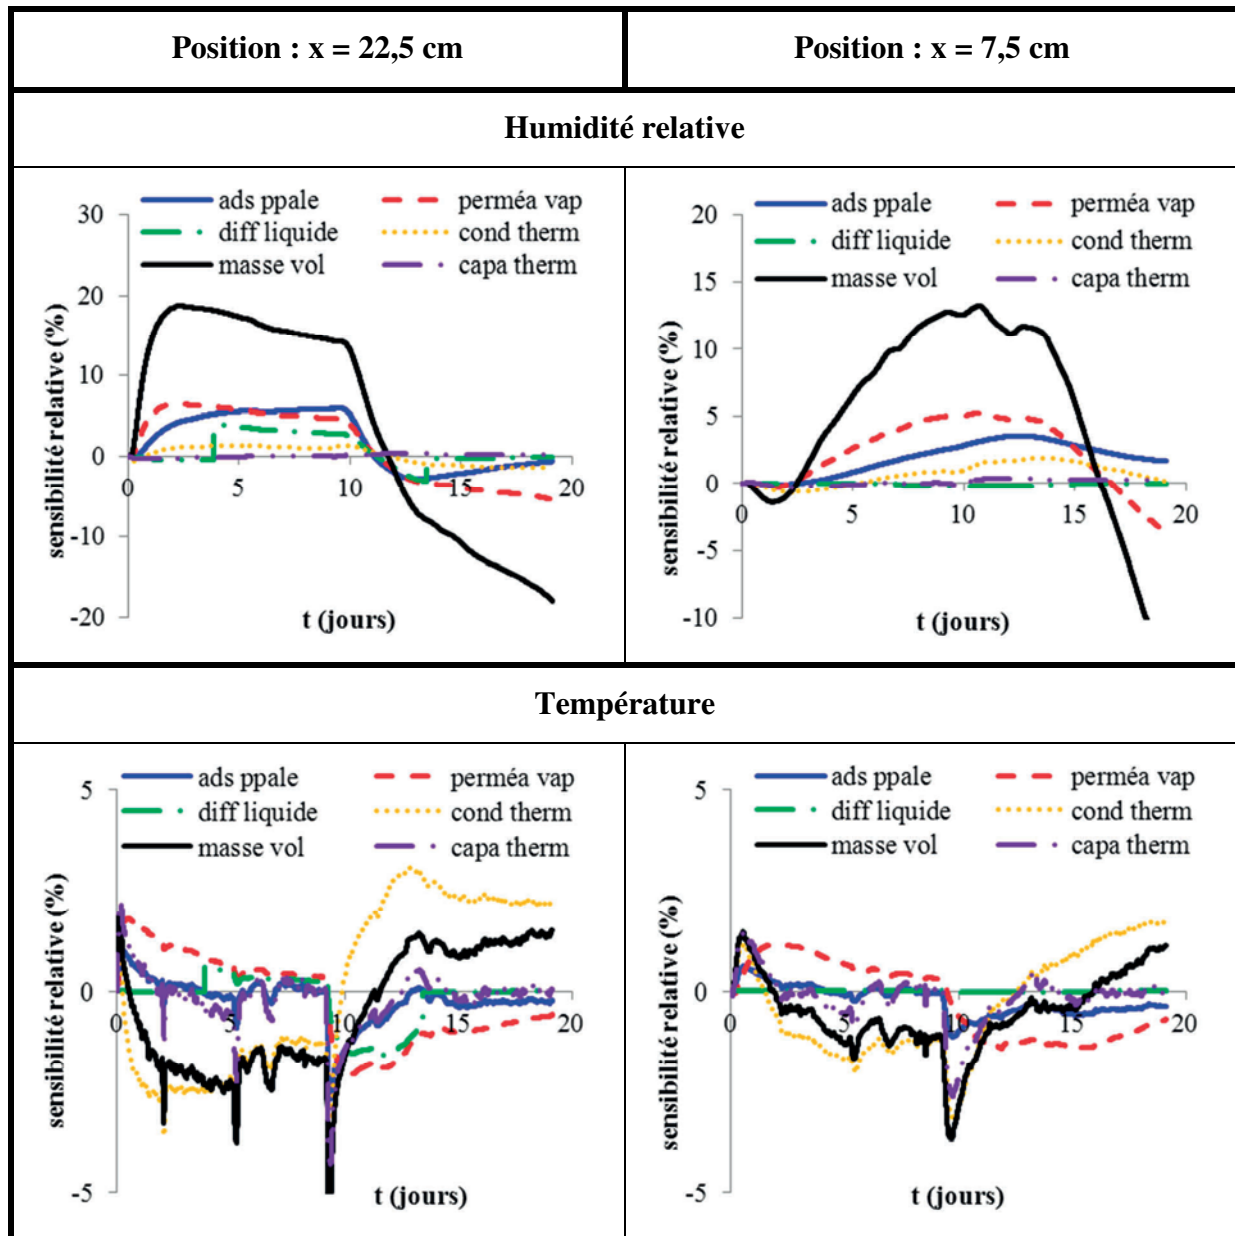 Position : x = 22,5 cm
Position : x = 7,5 cm
Humidité relative
ads ppale
perméa vap
diff liquide
cond therm
masse vol
capa therm
30
20
10
0
-10
-20
0
5
10
15
20
sensibilité relative (%)
t (jours)
ads ppale
perméa vap
diff liquide
cond therm
masse vol
capa therm
20
15
10
5
0
-5
-10
0
5
10
15
20
sensibilité relative (%)
t (jours)
Température
ads ppale
perméa vap
diff liquide
cond therm
masse vol
capa therm
5
0
-5
0
5
10
15
20
sensibilité relative (%)
t (jours)
ads ppale
perméa vap
diff liquide
cond therm
masse vol
capa therm
5
0
-5
0
5
10
15
20
sensibilité relative (%)
t (jours)